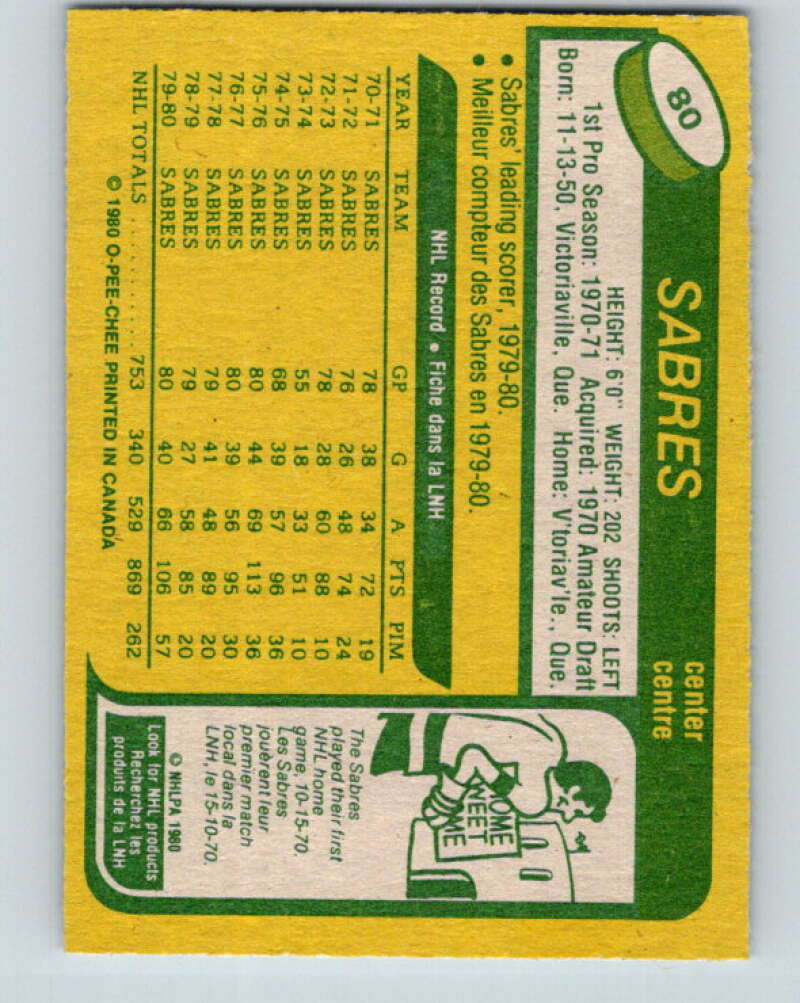 80
SABRES
center
centre
HEIGHT: 6'0" WEIGHT: 202 SHOOTS: LEFT
1st Pro Season: 1970-71 Acquired: 1970 Amateur Draft
Born: 11-13-50, Victoriaville, Que. Home: V'toriav'le., Que.
• Sabres' leading scorer, 1979-80.
• Meilleur compteur des Sabres en 1979-80.
NHL Record • Fiche dans la LNH
YEAR TEAM GP G A PTS PIM
70-71 SABRES 78 38 34 72 19
71-72 SABRES 76 26 48 74 24
72-73 SABRES 78 28 60 88 10
73-74 SABRES 55 18 33 51 10
74-75 SABRES 68 39 57 96 36
75-76 SABRES 80 44 69 113 36
76-77 SABRES 80 39 56 95 30
77-78 SABRES 79 41 48 89 20
78-79 SABRES 79 27 58 85 20
79-80 SABRES 80 40 66 106 57
NHL TOTALS .......... 753 340 529 869 262
© 1980 O-PEE-CHEE PRINTED IN CANADA
HOME
SWEET
HOME
The Sabres
played their first
NHL home
game, 10-15-70.
Les Sabres
jouèrent leur
premier match
local dans la
LNH, le 15-10-70.
© NHLPA 1980
Look for NHL products
Recherchez les
produits de la LNH